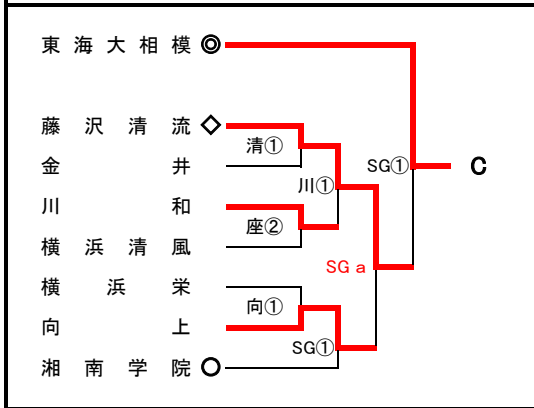 東海大相模◎
SG① C
藤沢清流◇
清①
金井
川①
川和
座②
横浜清風
SG a
横浜栄
向①
向上
SG①
湘南学院○